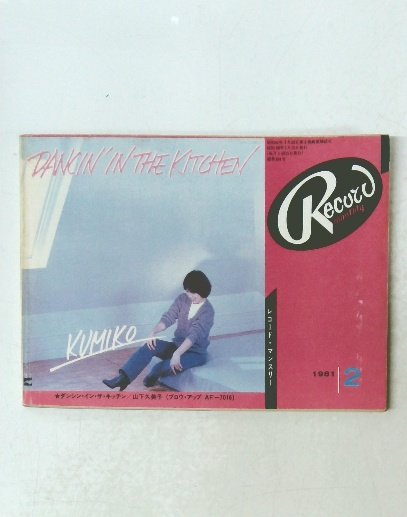 DANCIN' IN THE KITCHEN
KUMIKO
★ダンシン・イン・ザ・キッチン/山下久美子(ブロウ・アップ AF-7019)
Record
monthly
レコード・マンスリー
1981 2